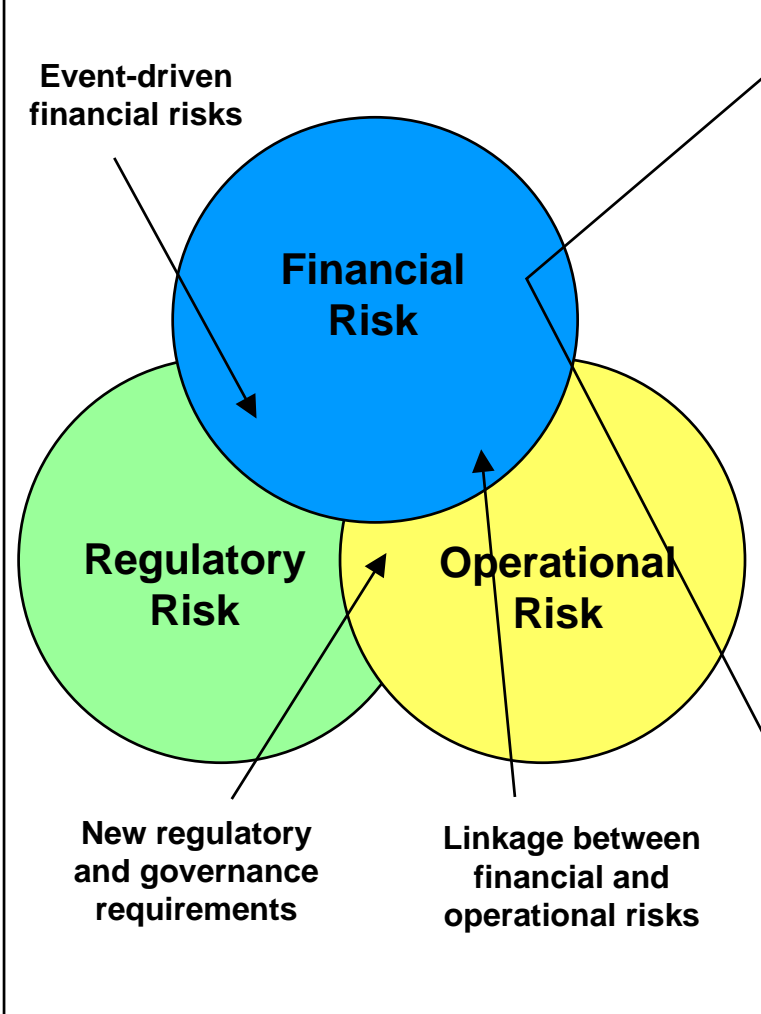 Event-driven
financial risks
Financial
Risk
Regulatory
Risk
Operational
Risk
New regulatory
and governance
requirements
Linkage between
financial and
operational risks